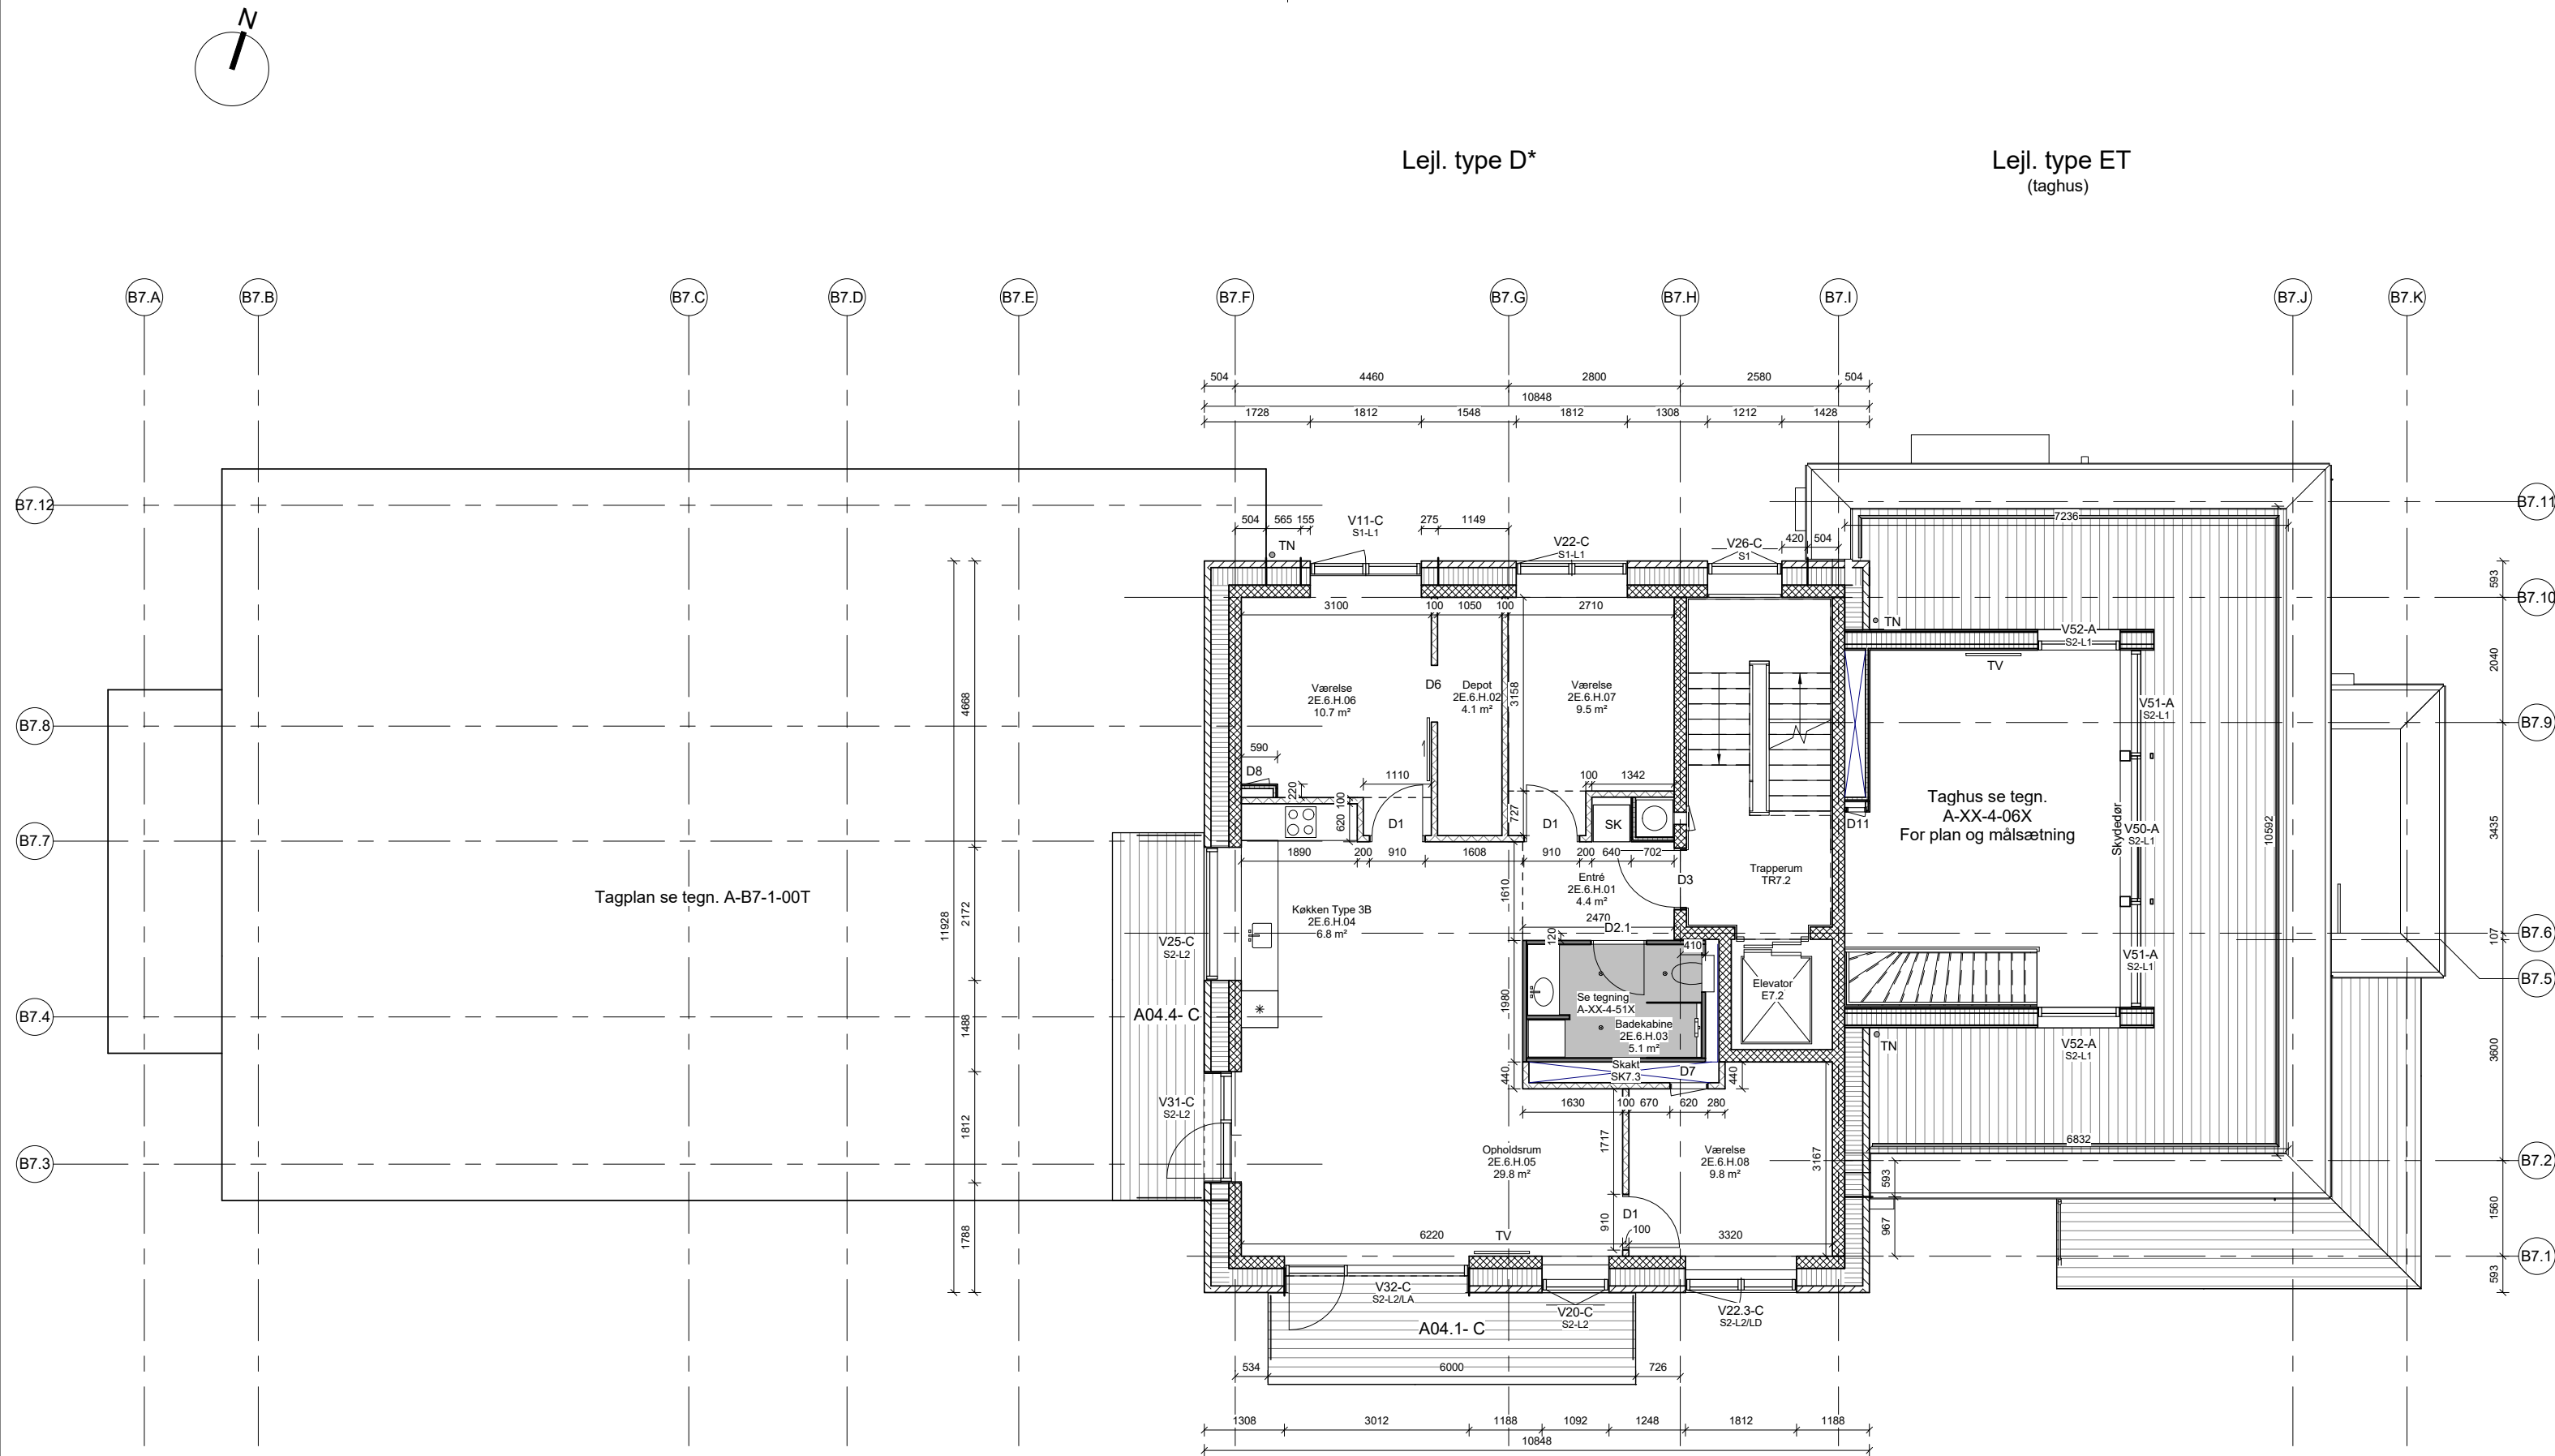 N
Lejl. type D*
Lejl. type ET
(taghus)
B7.A
B7.B
B7.C
B7.D
B7.E
B7.F
B7.G
B7.H
B7.I
B7.J
B7.K
504
4460
2800
2580
504
10848
1728
1812
1548
1812
1308
1212
1428
B7.12
B7.8
B7.7
B7.4
B7.3
B7.11
B7.10
B7.9
B7.6
B7.5
B7.2
B7.1
504
565
155
V11-C
S1-L1
275
1149
V22-C
S1-L1
V26-C
S1
420
504
TN
7236
3100
100
1050
100
2710
TN
V52-A
S2-L1
TV
593
2040
3435
107
3600
1560
593
4668
11928
2172
1488
1812
1788
Værelse
2E.6.H.06
10.7 m²
D6
Depot
2E.6.H.02
4.1 m²
3158
Værelse
2E.6.H.07
9.5 m²
V51-A
S2-L1
590
D8
220
100
620
1110
D1
727
D1
100
1342
SK
D11
Taghus se tegn.
A-XX-4-06X
For plan og målsætning
Skydedør
V50-A
S2-L1
10592
1890
200
910
1608
910
200
640
702
Tagplan se tegn. A-B7-1-00T
Køkken Type 3B
2E.6.H.04
6.8 m²
1610
Entré
2E.6.H.01
4.4 m²
D3
Trapperum
TR7.2
2470
D2.1
120
410
V25-C
S2-L2
V51-A
S2-L1
Elevator
E7.2
1980
Se tegning
A-XX-4-51X
Badekabine
2E.6.H.03
5.1 m²
A04.4- C
TN
V52-A
S2-L1
Skakt
SK7.3
D7
440
440
V31-C
S2-L2
1630
100
670
620
280
1717
Opholdsrum
2E.6.H.05
29.8 m²
Værelse
2E.6.H.08
9.8 m²
3167
6832
593
967
910
D1
100
6220
TV
3320
V32-C
S2-L2/LA
V20-C
S2-L2
V22.3-C
S2-L2/LD
A04.1- C
534
6000
726
1308
3012
1188
1092
1248
1812
1188
10848